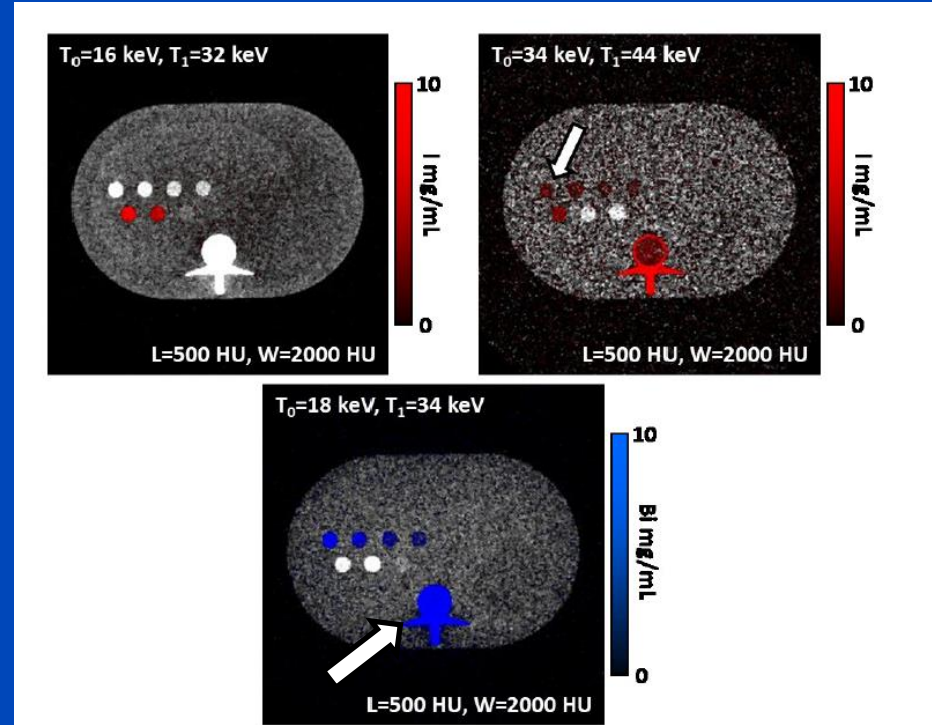 T₀=16 keV, T₁=32 keV
10
I mg/mL
0
L=500 HU, W=2000 HU
T₀=34 keV, T₁=44 keV
10
I mg/mL
0
L=500 HU, W=2000 HU
T₀=18 keV, T₁=34 keV
10
Bi mg/mL
0
L=500 HU, W=2000 HU